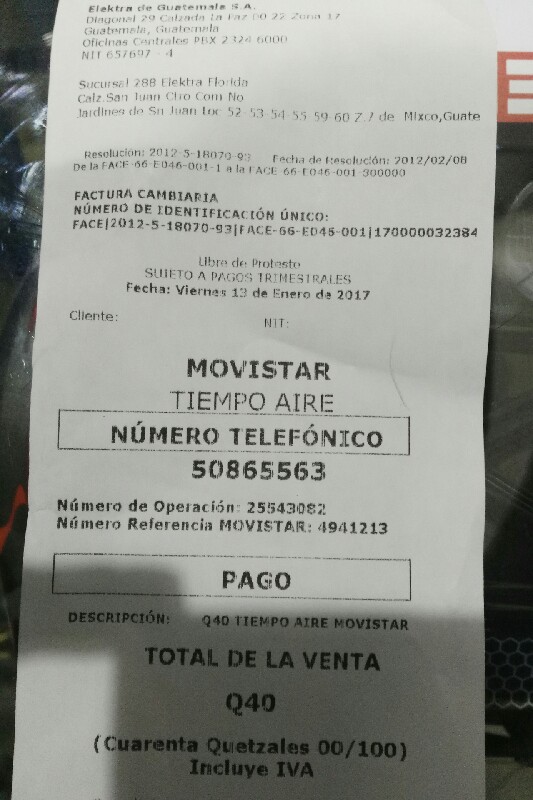 Elektra de Guatemala S.A.
Diagonal 29 Calzada la Paz 00 22 Zona 17
Guatemala, Guatemala
Oficinas Centrales PBX 2324 6000
NIT 657697 - 4
Sucursal 288 Elektra Florida
Calz.San Juan Ctro Com No
Jardines de Sn Juan Loc 52-53-54-55-59-60 Z.7 de Mixco,Guate
Resolución: 2012-5-18070-93 Fecha de Resolución: 2012/02/08
De la FACE-66-E046-001-1 a la FACE-66-E046-001-300000
FACTURA CAMBIARIA
NÚMERO DE IDENTIFICACIÓN ÚNICO:
FACE|2012-5-18070-93|FACE-66-E046-001|170000032384
Libre de Protesto
SUJETO A PAGOS TRIMESTRALES
Fecha: Viernes 13 de Enero de 2017
Cliente: NIT:
MOVISTAR
TIEMPO AIRE
NÚMERO TELEFÓNICO
50865563
Número de Operación: 25543082
Número Referencia MOVISTAR: 4941213
PAGO
DESCRIPCIÓN: Q40 TIEMPO AIRE MOVISTAR
TOTAL DE LA VENTA
Q40
(Cuarenta Quetzales 00/100)
Incluye IVA